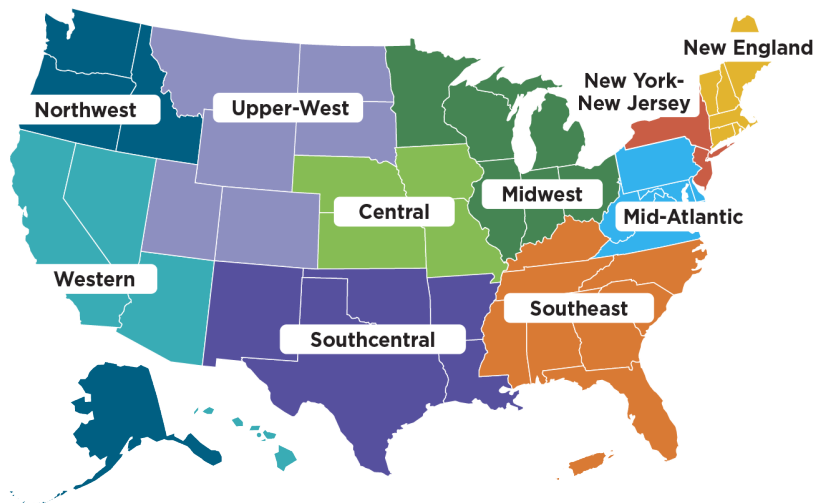 New England
New York-
New Jersey
Northwest
Upper-West
Midwest
Central
Mid-Atlantic
Western
Southeast
Southcentral